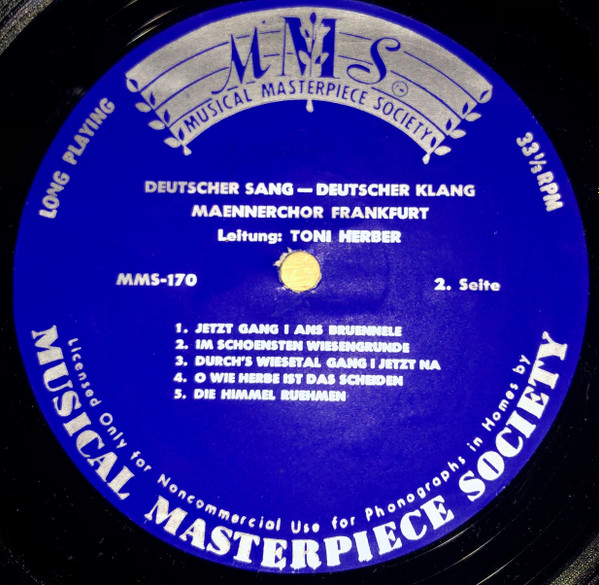 MMS
MUSICAL MASTERPIECE SOCIETY
LONG PLAYING
33 1/3 RPM
DEUTSCHER SANG — DEUTSCHER KLANG
MAENNERCHOR FRANKFURT
Leitung: TONI HERBER
MMS-170
2. Seite
1. JETZT GANG I ANS BRUENNELE
2. IM SCHOENSTEN WIESENGRUNDE
3. DURCH'S WIESETAL GANG I JETZT NA
4. O WIE HERBE IST DAS SCHEIDEN
5. DIE HIMMEL RUEHMEN
Licensed Only for Noncommercial Use for Phonographs in Homes by
MUSICAL MASTERPIECE SOCIETY